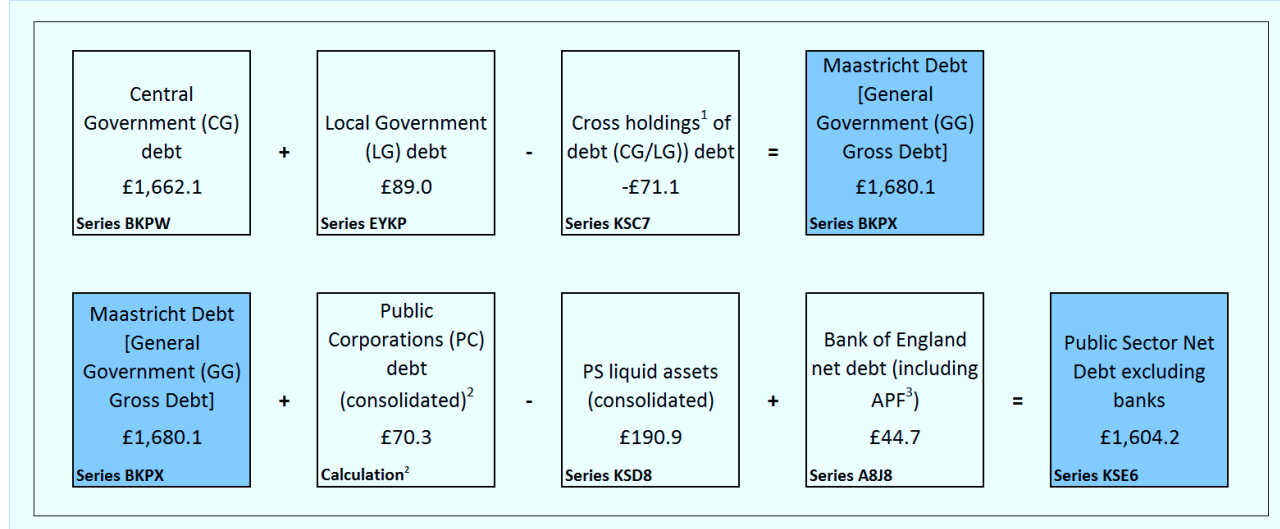 Central
Government (CG)
debt
£1,662.1
Series BKPW
+
Local Government
(LG) debt
£89.0
Series EYKP
-
Cross holdings¹ of
debt (CG/LG)) debt
-£71.1
Series KSC7
=
Maastricht Debt
[General
Government (GG)
Gross Debt]
£1,680.1
Series BKPX
Maastricht Debt
[General
Government (GG)
Gross Debt]
£1,680.1
Series BKPX
+
Public
Corporations (PC)
debt
(consolidated)²
£70.3
Calculation²
-
PS liquid assets
(consolidated)
£190.9
Series KSD8
+
Bank of England
net debt (including
APF³)
£44.7
Series A8J8
=
Public Sector Net
Debt excluding
banks
£1,604.2
Series KSE6